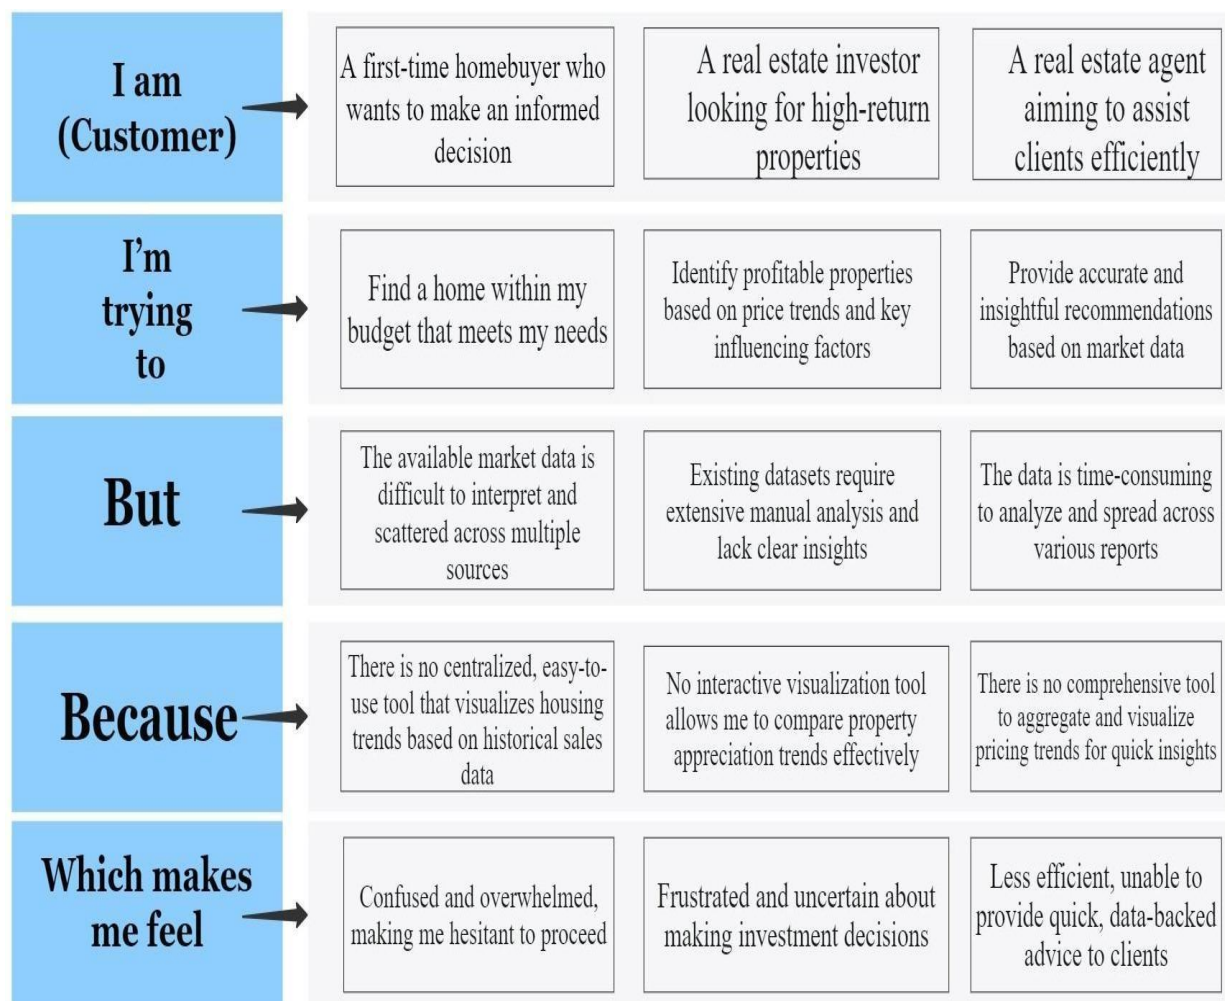 I am
(Customer)
A first-time homebuyer who
wants to make an informed
decision
A real estate investor
looking for high-return
properties
A real estate agent
aiming to assist
clients efficiently
I’m
trying
to
Find a home within my
budget that meets my needs
Identify profitable properties
based on price trends and key
influencing factors
Provide accurate and
insightful recommendations
based on market data
But
The available market data is
difficult to interpret and
scattered across multiple
sources
Existing datasets require
extensive manual analysis and
lack clear insights
The data is time-consuming
to analyze and spread across
various reports
Because
There is no centralized, easy-to-
use tool that visualizes housing
trends based on historical sales
data
No interactive visualization tool
allows me to compare property
appreciation trends effectively
There is no comprehensive tool
to aggregate and visualize
pricing trends for quick insights
Which makes
me feel
Confused and overwhelmed,
making me hesitant to proceed
Frustrated and uncertain about
making investment decisions
Less efficient, unable to
provide quick, data-backed
advice to clients